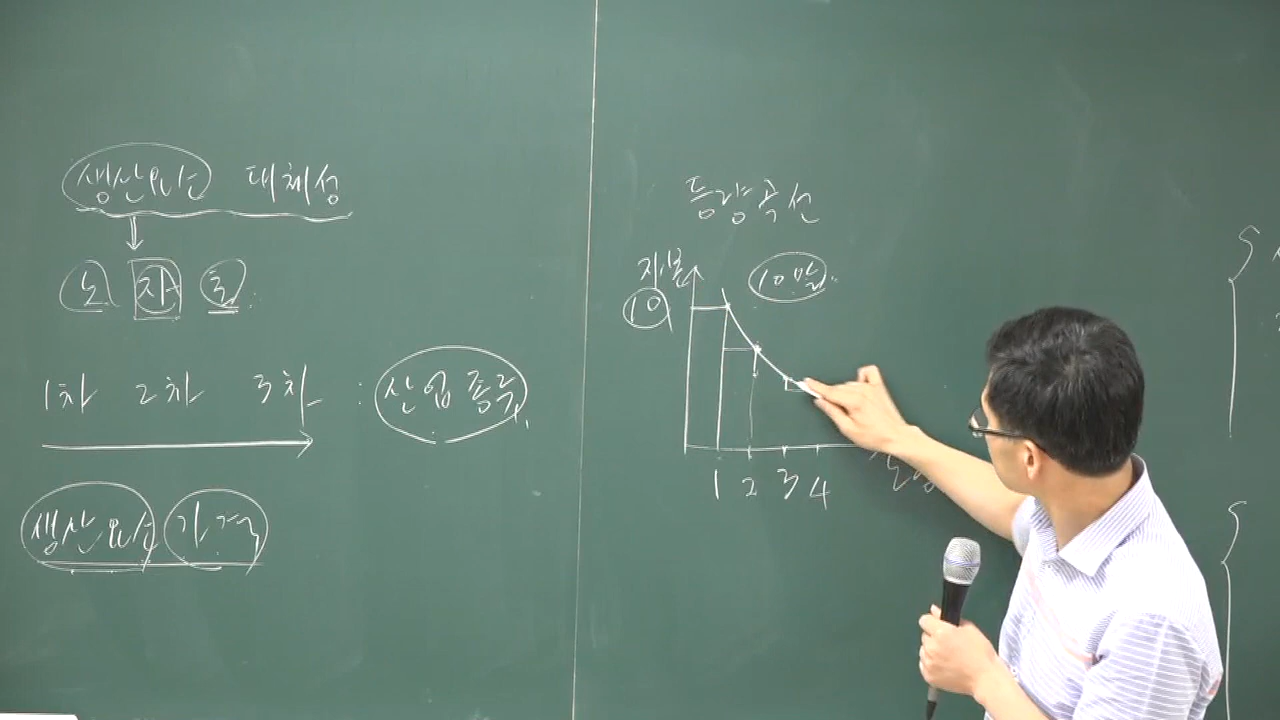 생산요소 대체성
노 자 토
1차 2차 3차 : 산업종류
생산요소 가격
등량곡선
자본 10말
10
1 2 3 4